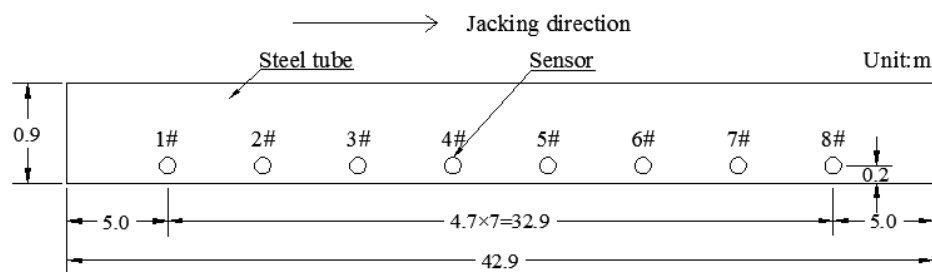 Jacking direction
Steel tube
Sensor
Unit:m
0.9
1# 2# 3# 4# 5# 6# 7# 8#
0.2
5.0 4.7×7=32.9 5.0
42.9